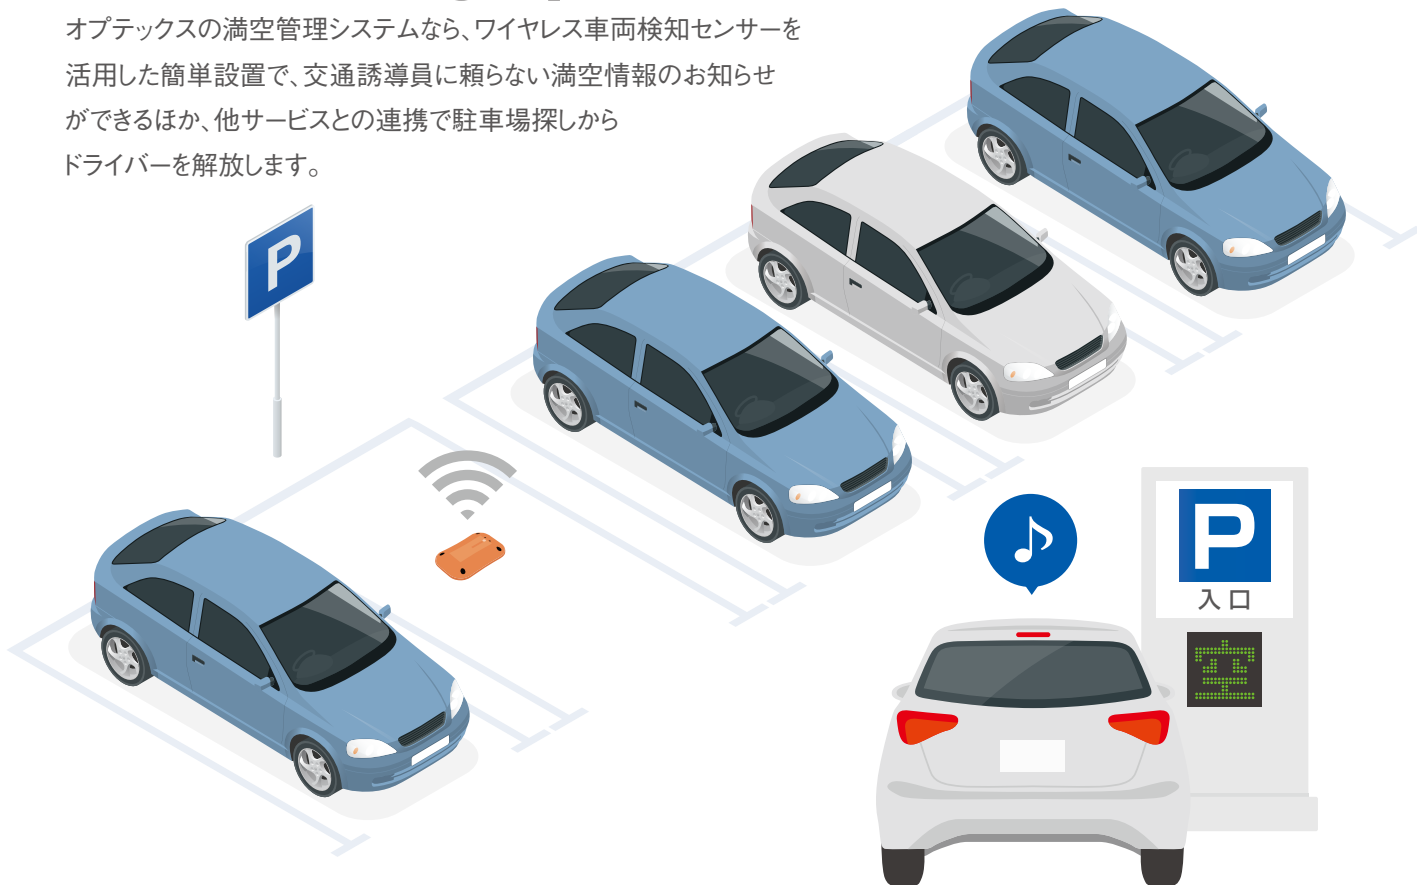 オプテックスの満空管理システムなら、ワイヤレス車両検知センサーを
活用した簡単設置で、交通誘導員に頼らない満空情報のお知らせ
ができるほか、他サービスとの連携で駐車場探しから
ドライバーを解放します。
P
P
入口
空